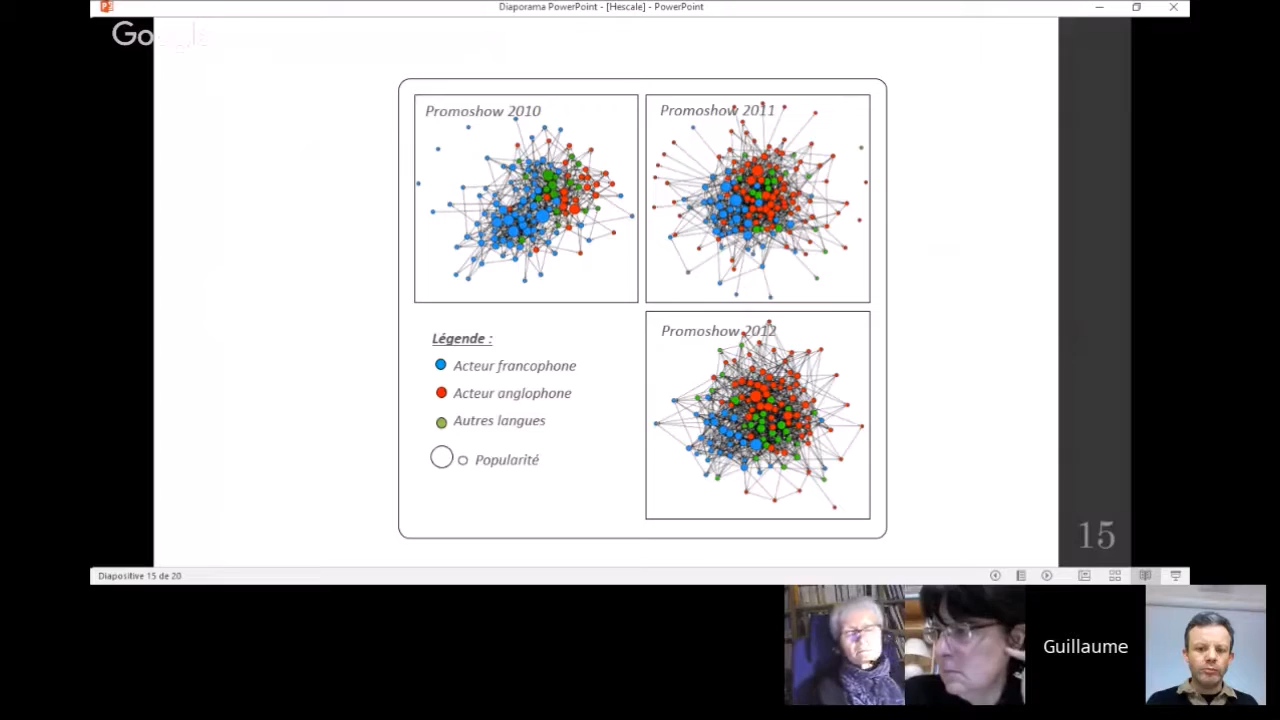 Diaporama PowerPoint - [Hescale] - PowerPoint
Google
Promoshow 2010
Promoshow 2011
Légende :
Acteur francophone
Acteur anglophone
Autres langues
Popularité
Promoshow 2012
15
Diapositive 15 de 20
Guillaume